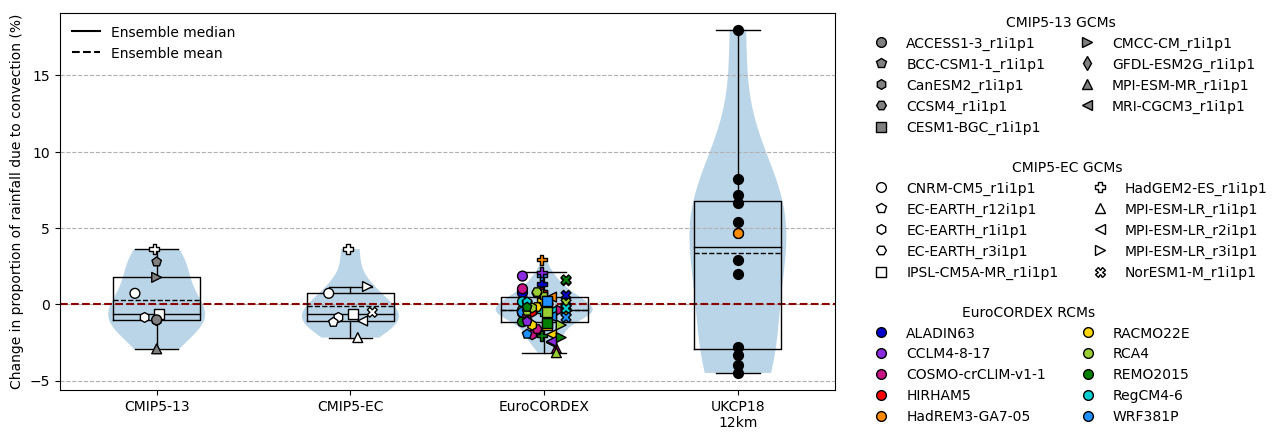 Change in proportion of rainfall due to convection (%)
15
10
5
0
−5
Ensemble median
Ensemble mean
CMIP5-13
CMIP5-EC
EuroCORDEX
UKCP18
12km
CMIP5-13 GCMs
ACCESS1-3_r1i1p1
BCC-CSM1-1_r1i1p1
CanESM2_r1i1p1
CCSM4_r1i1p1
CESM1-BGC_r1i1p1
CMCC-CM_r1i1p1
GFDL-ESM2G_r1i1p1
MPI-ESM-MR_r1i1p1
MRI-CGCM3_r1i1p1
CMIP5-EC GCMs
CNRM-CM5_r1i1p1
EC-EARTH_r12i1p1
EC-EARTH_r1i1p1
EC-EARTH_r3i1p1
IPSL-CM5A-MR_r1i1p1
HadGEM2-ES_r1i1p1
MPI-ESM-LR_r1i1p1
MPI-ESM-LR_r2i1p1
MPI-ESM-LR_r3i1p1
NorESM1-M_r1i1p1
EuroCORDEX RCMs
ALADIN63
CCLM4-8-17
COSMO-crCLIM-v1-1
HIRHAM5
HadREM3-GA7-05
RACMO22E
RCA4
REMO2015
RegCM4-6
WRF381P